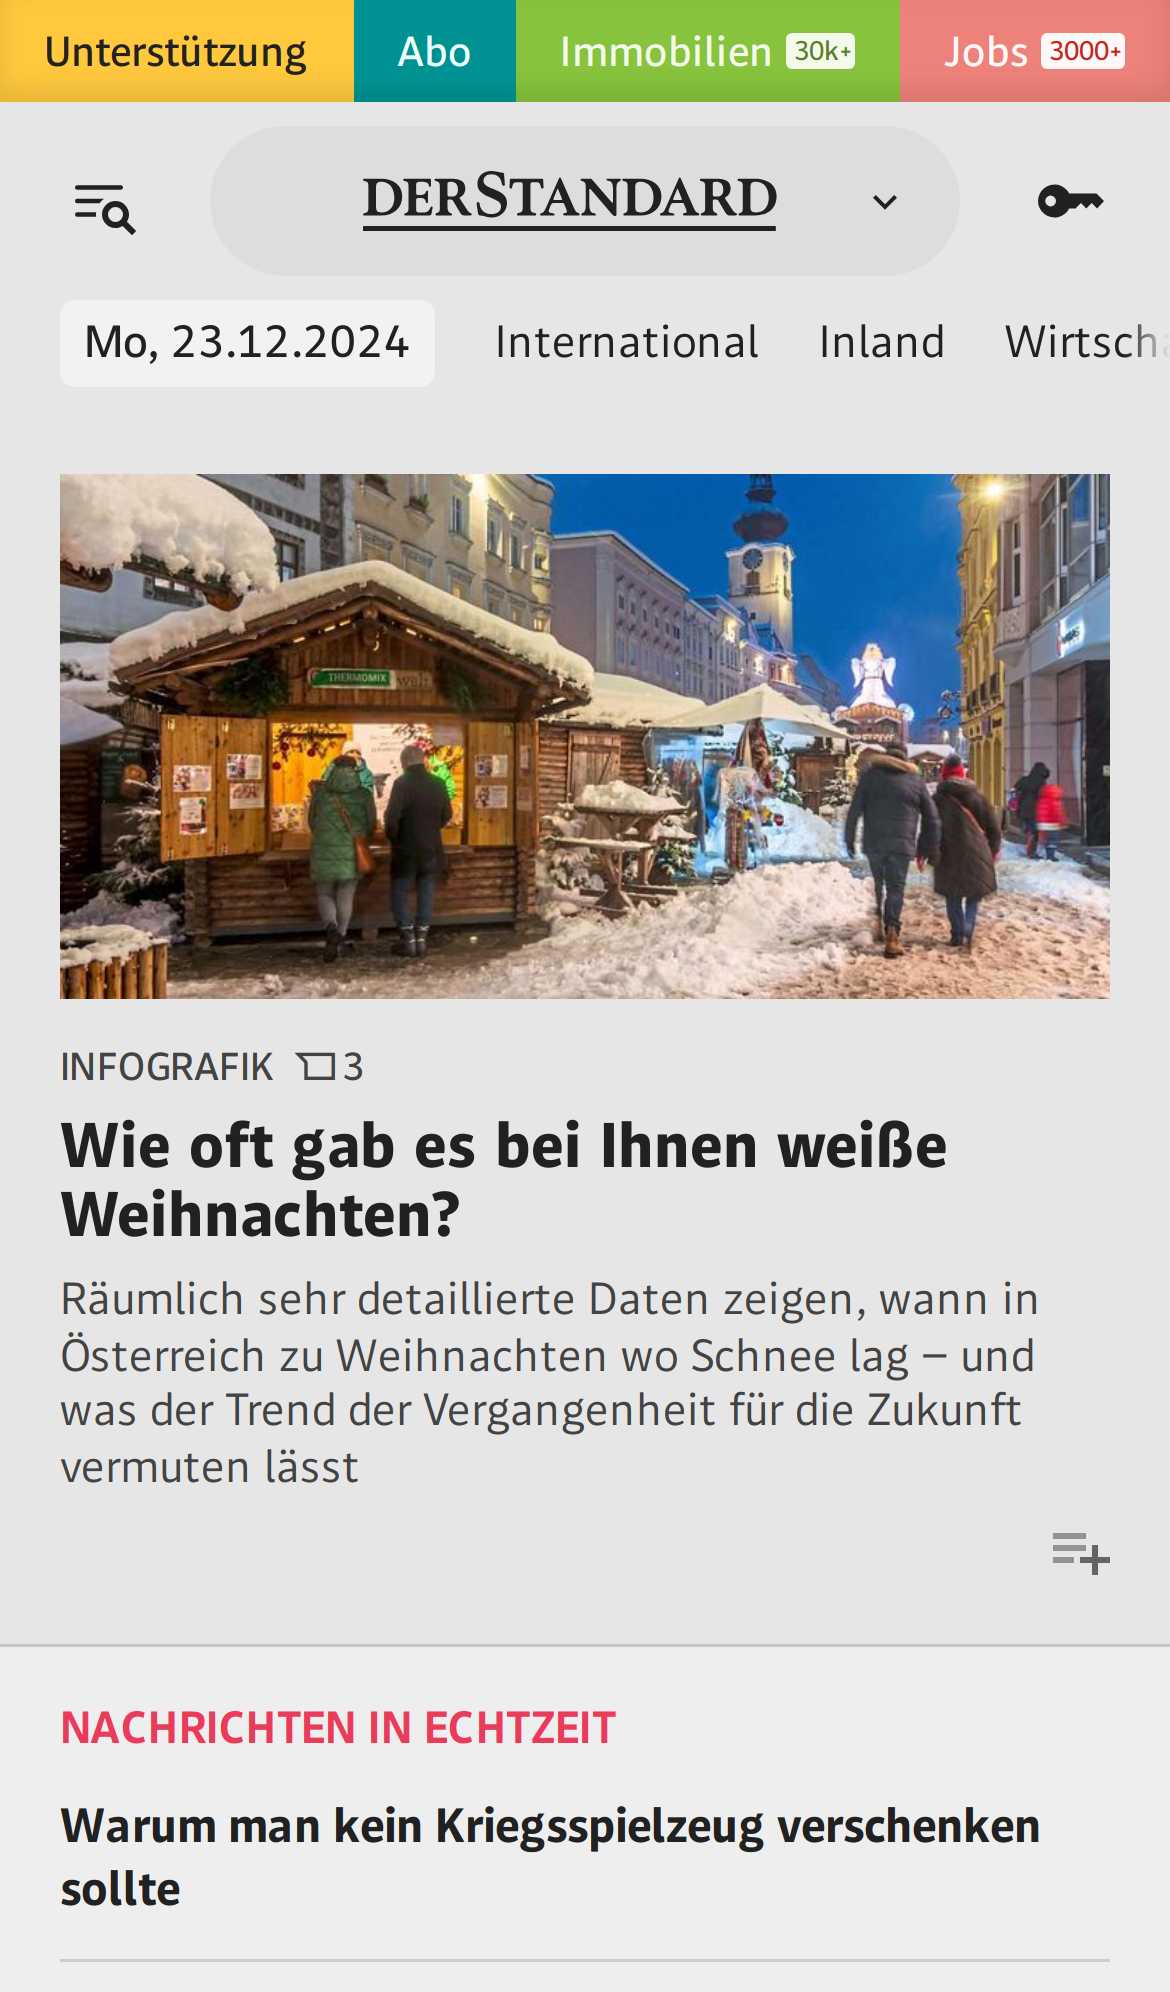 Unterstützung
Abo
Immobilien 30k+
Jobs 3000+
DERSTANDARD
Mo, 23.12.2024
International
Inland
Wirtsch
THERMOMIX
INFOGRAFIK 3
Wie oft gab es bei Ihnen weiße
Weihnachten?
Räumlich sehr detaillierte Daten zeigen, wann in
Österreich zu Weihnachten wo Schnee lag – und
was der Trend der Vergangenheit für die Zukunft
vermuten lässt
NACHRICHTEN IN ECHTZEIT
Warum man kein Kriegsspielzeug verschenken
sollte